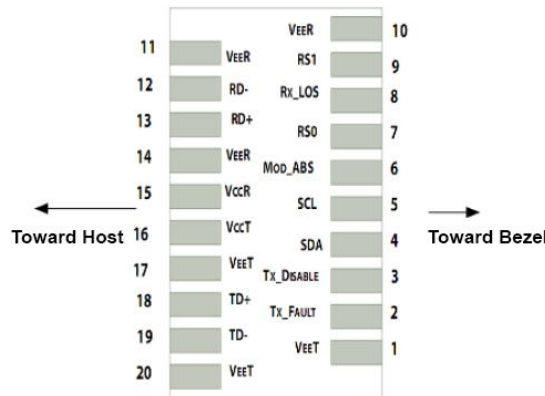 VEER 10
11 VEER
RS1 9
12 RD-
RX_LOS 8
13 RD+
RS0 7
14 VEER
MOD_ABS 6
15 VCCR
SCL 5
Toward Host
16 VCCT
SDA 4
Toward Bezel
17 VEET
TX_DISABLE 3
18 TD+
TX_FAULT 2
19 TD-
VEET 1
20 VEET